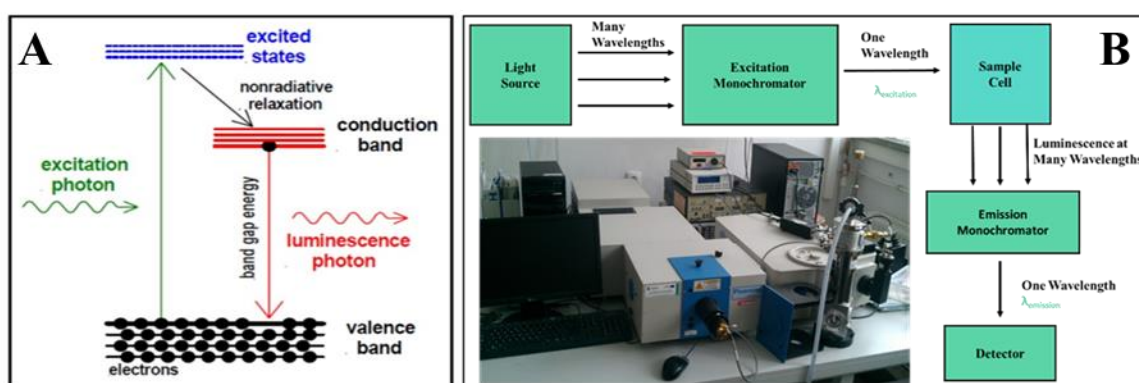 A
excited
states
nonradiative
relaxation
conduction
band
excitation
photon
band gap energy
luminescence
photon
valence
band
electrons
B
Light
Source
Many
Wavelengths
Excitation
Monochromator
One
Wavelength
λexcitation
Sample
Cell
Luminescence at
Many Wavelengths
Emission
Monochromator
One Wavelength
λemission
Detector